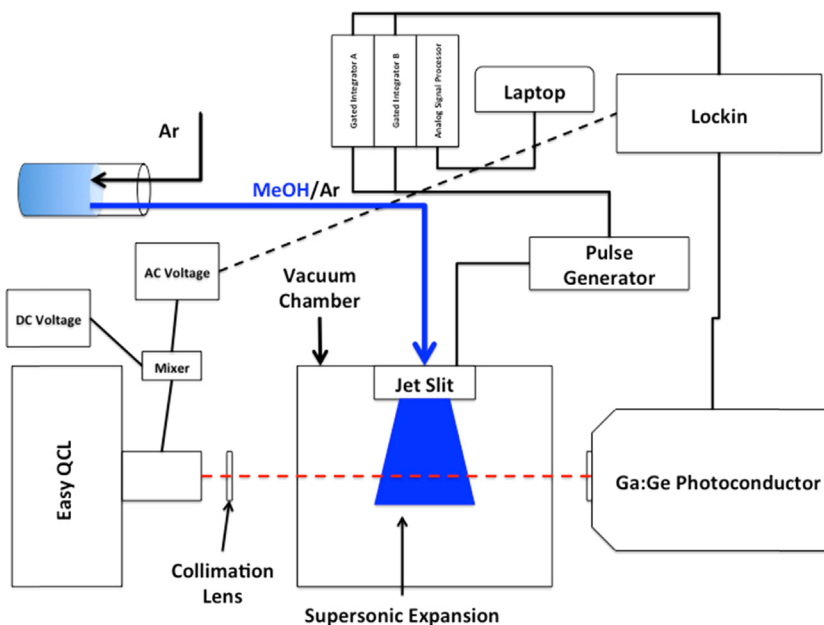 Gated Integrator A
Gated Integrator B
Analog Signal Processor
Laptop
Lockin
Ar
MeOH/Ar
AC Voltage
Pulse
Generator
Vacuum
Chamber
DC Voltage
Mixer
Jet Slit
Easy QCL
Ga:Ge Photoconductor
Collimation
Lens
Supersonic Expansion